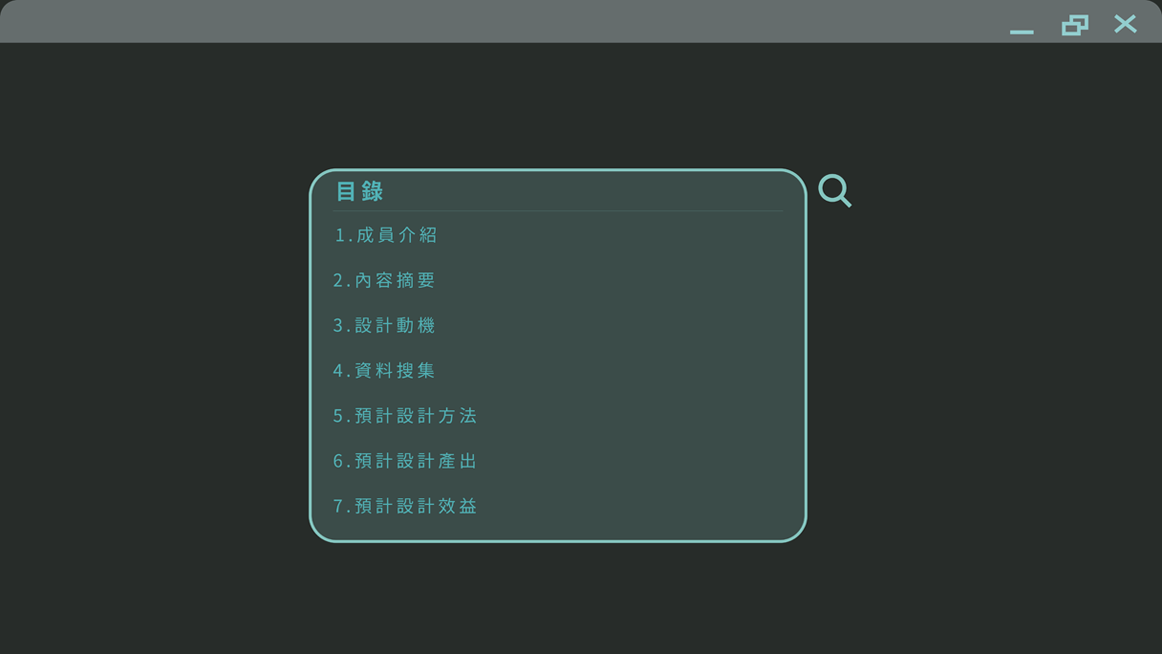 目錄
1.成員介紹
2.內容摘要
3.設計動機
4.資料搜集
5.預計設計方法
6.預計設計產出
7.預計設計效益